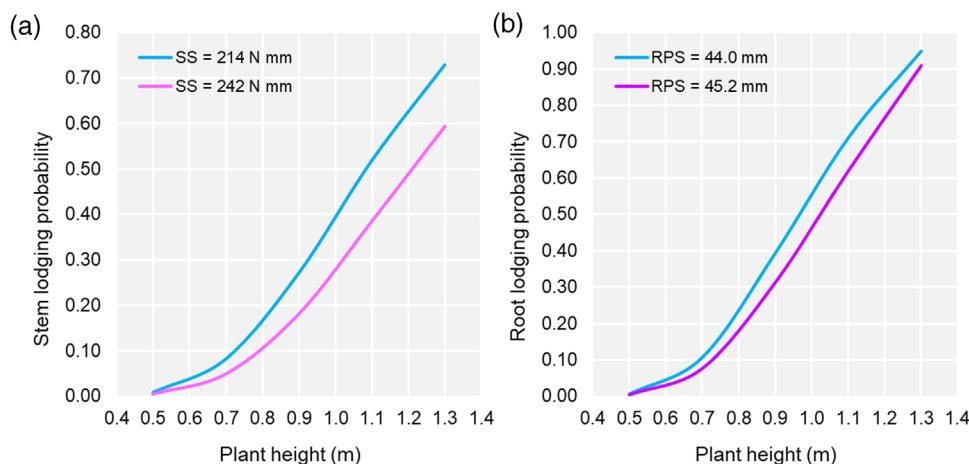 (a)
0.80
0.70
0.60
0.50
0.40
0.30
0.20
0.10
0.00
Stem lodging probability
SS = 214 N mm
SS = 242 N mm
0.4 0.5 0.6 0.7 0.8 0.9 1.0 1.1 1.2 1.3 1.4
Plant height (m)
(b)
1.00
0.90
0.80
0.70
0.60
0.50
0.40
0.30
0.20
0.10
0.00
Root lodging probability
RPS = 44.0 mm
RPS = 45.2 mm
0.4 0.5 0.6 0.7 0.8 0.9 1.0 1.1 1.2 1.3 1.4
Plant height (m)